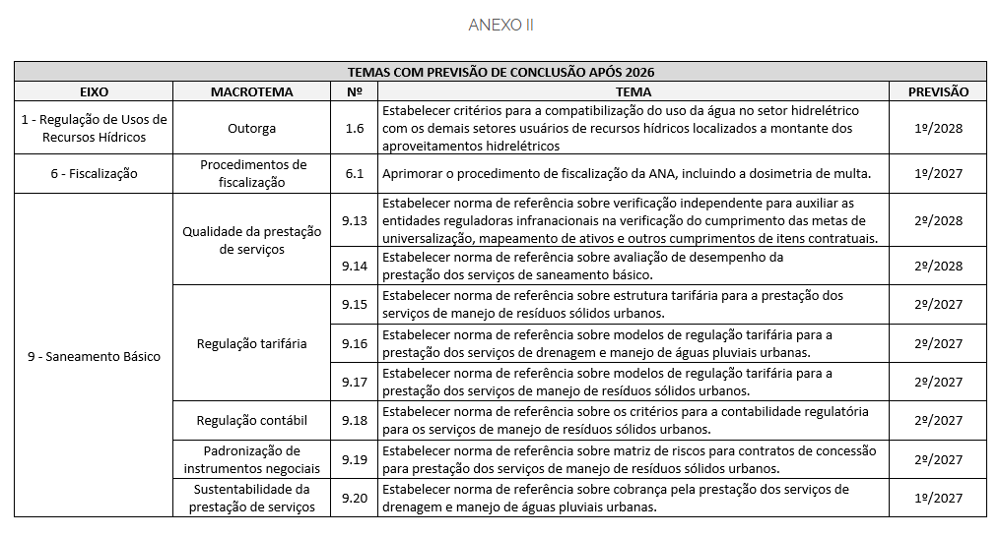 ANEXO II
TEMAS COM PREVISÃO DE CONCLUSÃO APÓS 2026
EIXO MACROTEMA Nº TEMA PREVISÃO
1 - Regulação de Usos de
Recursos Hídricos
Outorga
1.6
Estabelecer critérios para a compatibilização do uso da água no setor hidrelétrico
com os demais setores usuários de recursos hídricos localizados a montante dos
aproveitamentos hidrelétricos
1º/2028
6 - Fiscalização
Procedimentos de
fiscalização
6.1
Aprimorar o procedimento de fiscalização da ANA, incluindo a dosimetria de multa.
1º/2027
9 - Saneamento Básico
Qualidade da prestação
de serviços
9.13
Estabelecer norma de referência sobre verificação independente para auxiliar as
entidades reguladoras infranacionais na verificação do cumprimento das metas de
universalização, mapeamento de ativos e outros cumprimentos de itens contratuais.
2º/2028
9.14
Estabelecer norma de referência sobre avaliação de desempenho da
prestação dos serviços de saneamento básico.
2º/2028
Regulação tarifária
9.15
Estabelecer norma de referência sobre estrutura tarifária para a prestação dos
serviços de manejo de resíduos sólidos urbanos.
2º/2027
9.16
Estabelecer norma de referência sobre modelos de regulação tarifária para a
prestação dos serviços de drenagem e manejo de águas pluviais urbanas.
2º/2027
9.17
Estabelecer norma de referência sobre modelos de regulação tarifária para a
prestação dos serviços de manejo de resíduos sólidos urbanos.
2º/2027
Regulação contábil
9.18
Estabelecer norma de referência sobre os critérios para a contabilidade regulatória
para os serviços de manejo de resíduos sólidos urbanos.
2º/2027
Padronização de
instrumentos negociais
9.19
Estabelecer norma de referência sobre matriz de riscos para contratos de concessão
para prestação dos serviços de manejo de resíduos sólidos urbanos.
2º/2027
Sustentabilidade da
prestação de serviços
9.20
Estabelecer norma de referência sobre cobrança pela prestação dos serviços de
drenagem e manejo de águas pluviais urbanas.
1º/2027